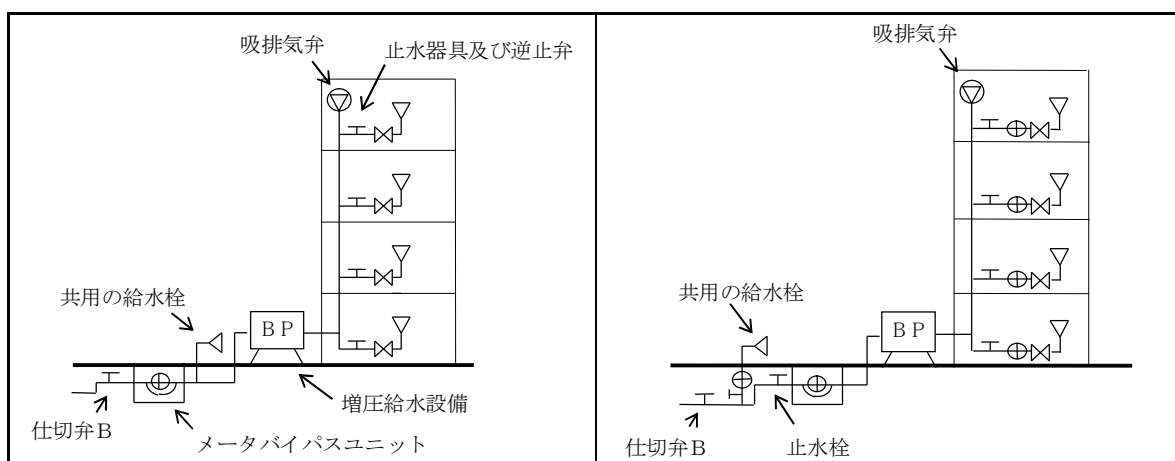 吸排気弁
止水器具及び逆止弁
共用の給水栓
BP
増圧給水設備
仕切弁B
メータバイパスユニット
吸排気弁
共用の給水栓
BP
仕切弁B
止水栓